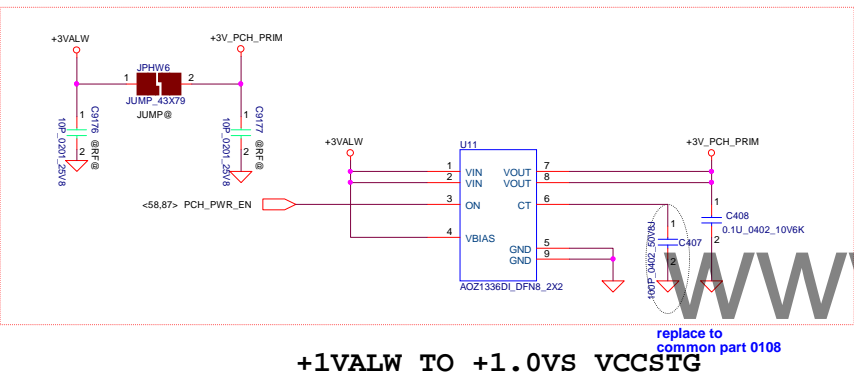 +3VALW
+3V_PCH_PRIM
JPHW6
1 2
JUMP_43X79
JUMP@
1
C9176
10P_0201_25V8
@RF@
2
1
C9177
10P_0201_25V8
@RF@
2
+3VALW
U11
+3V_PCH_PRIM
1 VIN VOUT 7
2 VIN VOUT 8
<58,87> PCH_PWR_EN 3 ON CT 6
4 VBIAS
GND 5
GND 9
AOZ1336DI_DFN8_2X2
1
C407
100P_0402_50V8J
2
1
C408
0.1U_0402_10V6K
2
WWW
replace to
common part 0108
+1VALW TO +1.0VS VCCSTG